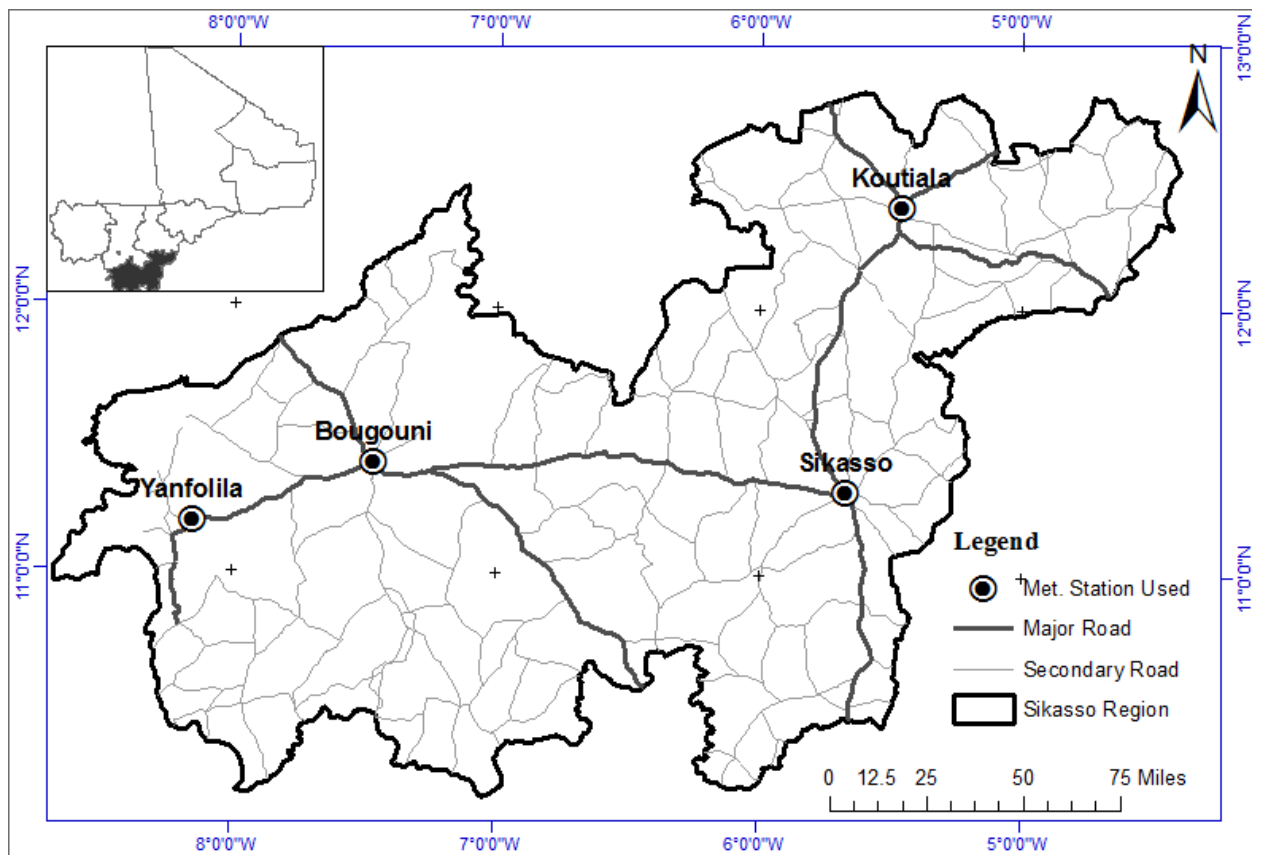 8°0'0"W 7°0'0"W 6°0'0"W 5°0'0"W
13°0'0"N
N
Koutiala
12°0'0"N 12°0'0"N
Bougouni
Sikasso
Yanfolila
Legend
11°0'0"N 11°0'0"N
Met. Station Used
Major Road
Secondary Road
Sikasso Region
0 12.5 25 50 75 Miles
8°0'0"W 7°0'0"W 6°0'0"W 5°0'0"W